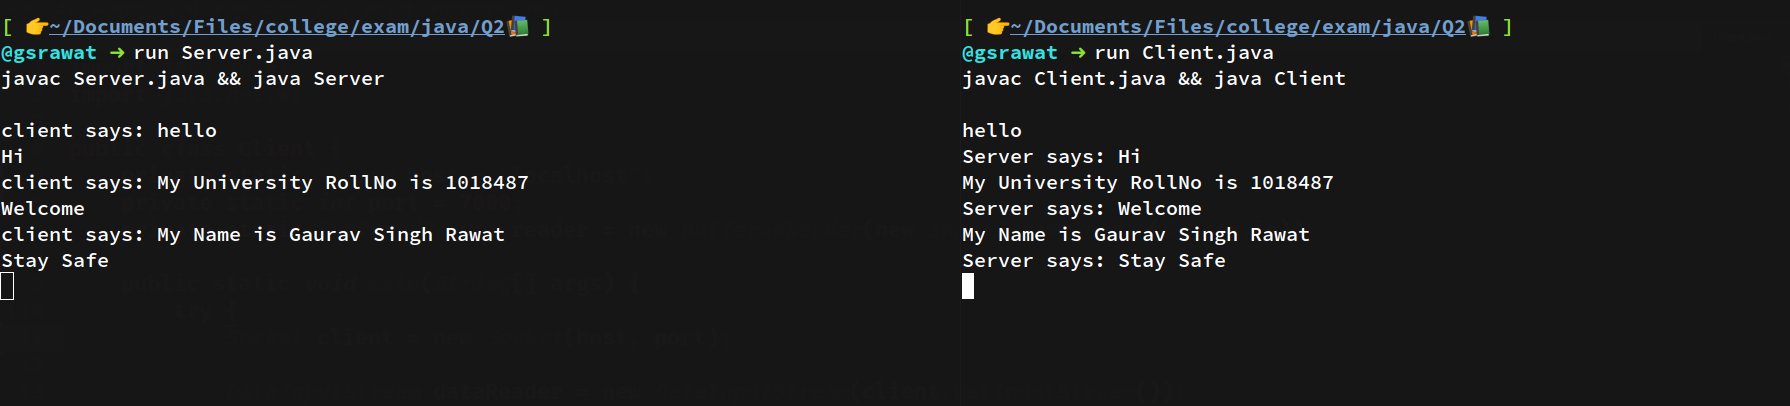 [ 👉~/Documents/Files/college/exam/java/Q2📚 ]
@gsrawat ➜ run Server.java
javac Server.java && java Server
client says: hello
Hi
client says: My University RollNo is 1018487
Welcome
client says: My Name is Gaurav Singh Rawat
Stay Safe
[ 👉~/Documents/Files/college/exam/java/Q2📚 ]
@gsrawat ➜ run Client.java
javac Client.java && java Client
hello
Server says: Hi
My University RollNo is 1018487
Server says: Welcome
My Name is Gaurav Singh Rawat
Server says: Stay Safe